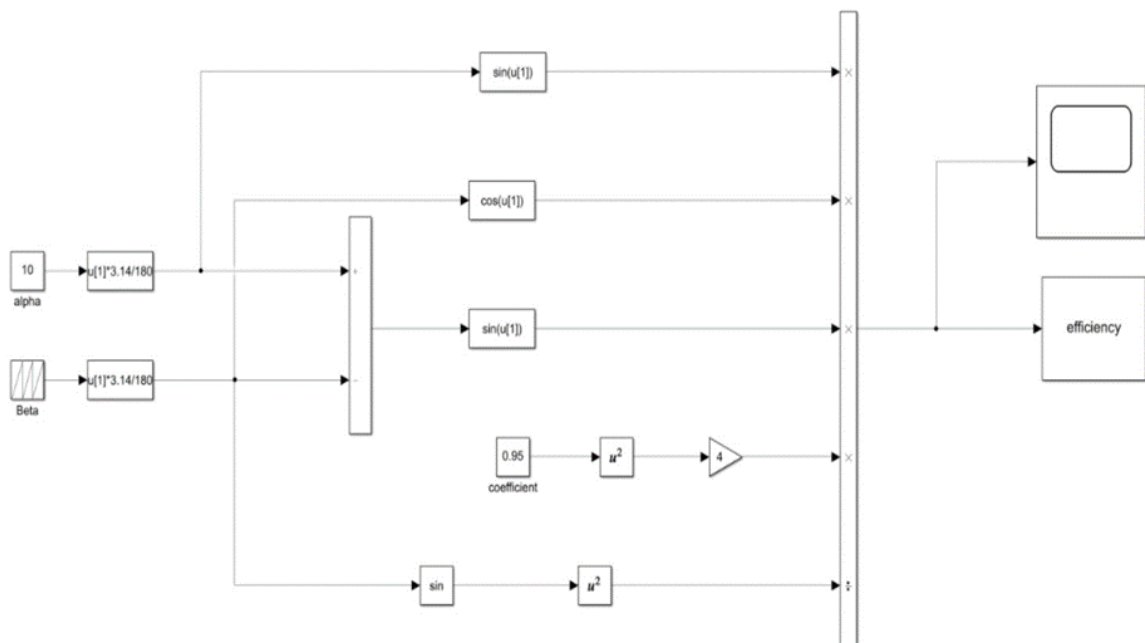 sin(u[1])
cos(u[1])
10
u[1]*3.14/180
alpha
+
sin(u[1])
efficiency
−
u[1]*3.14/180
Beta
0.95
u²
4
coefficient
sin
u²
×
×
×
×
÷